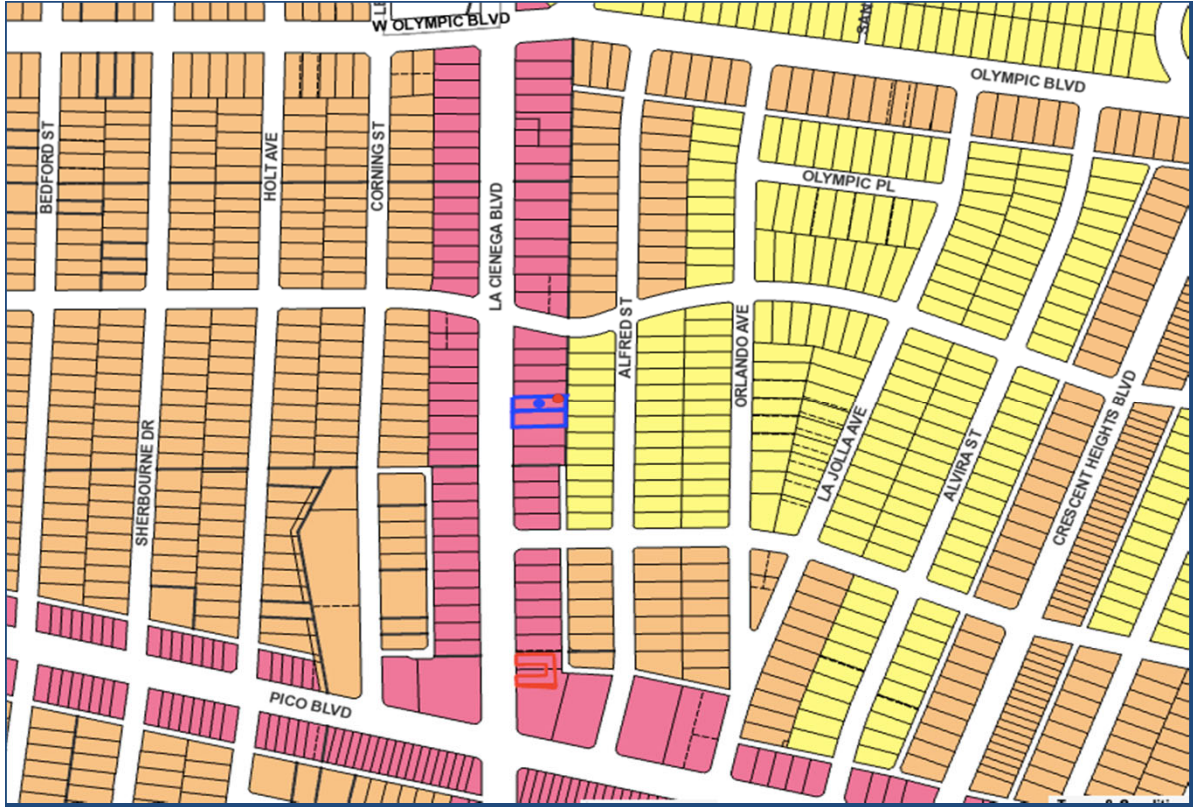 W OLYMPIC BLVD
SAN
OLYMPIC BLVD
BEDFORD ST
HOLT AVE
CORNING ST
LA CIENEGA BLVD
OLYMPIC PL
ALFRED ST
ORLANDO AVE
SHERBOURNE DR
LA JOLLA AVE
ALVIRA ST
CRESCENT HEIGHTS BLVD
PICO BLVD